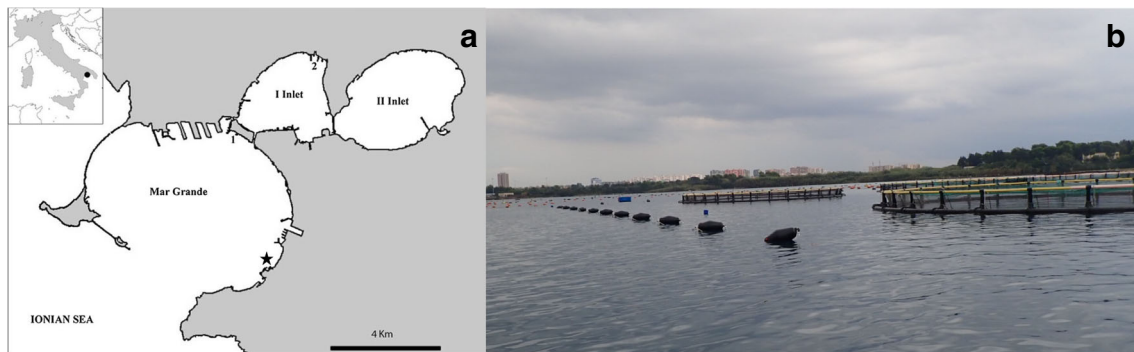 a
b
2
I Inlet
II Inlet
1
Mar Grande
IONIAN SEA
4 Km